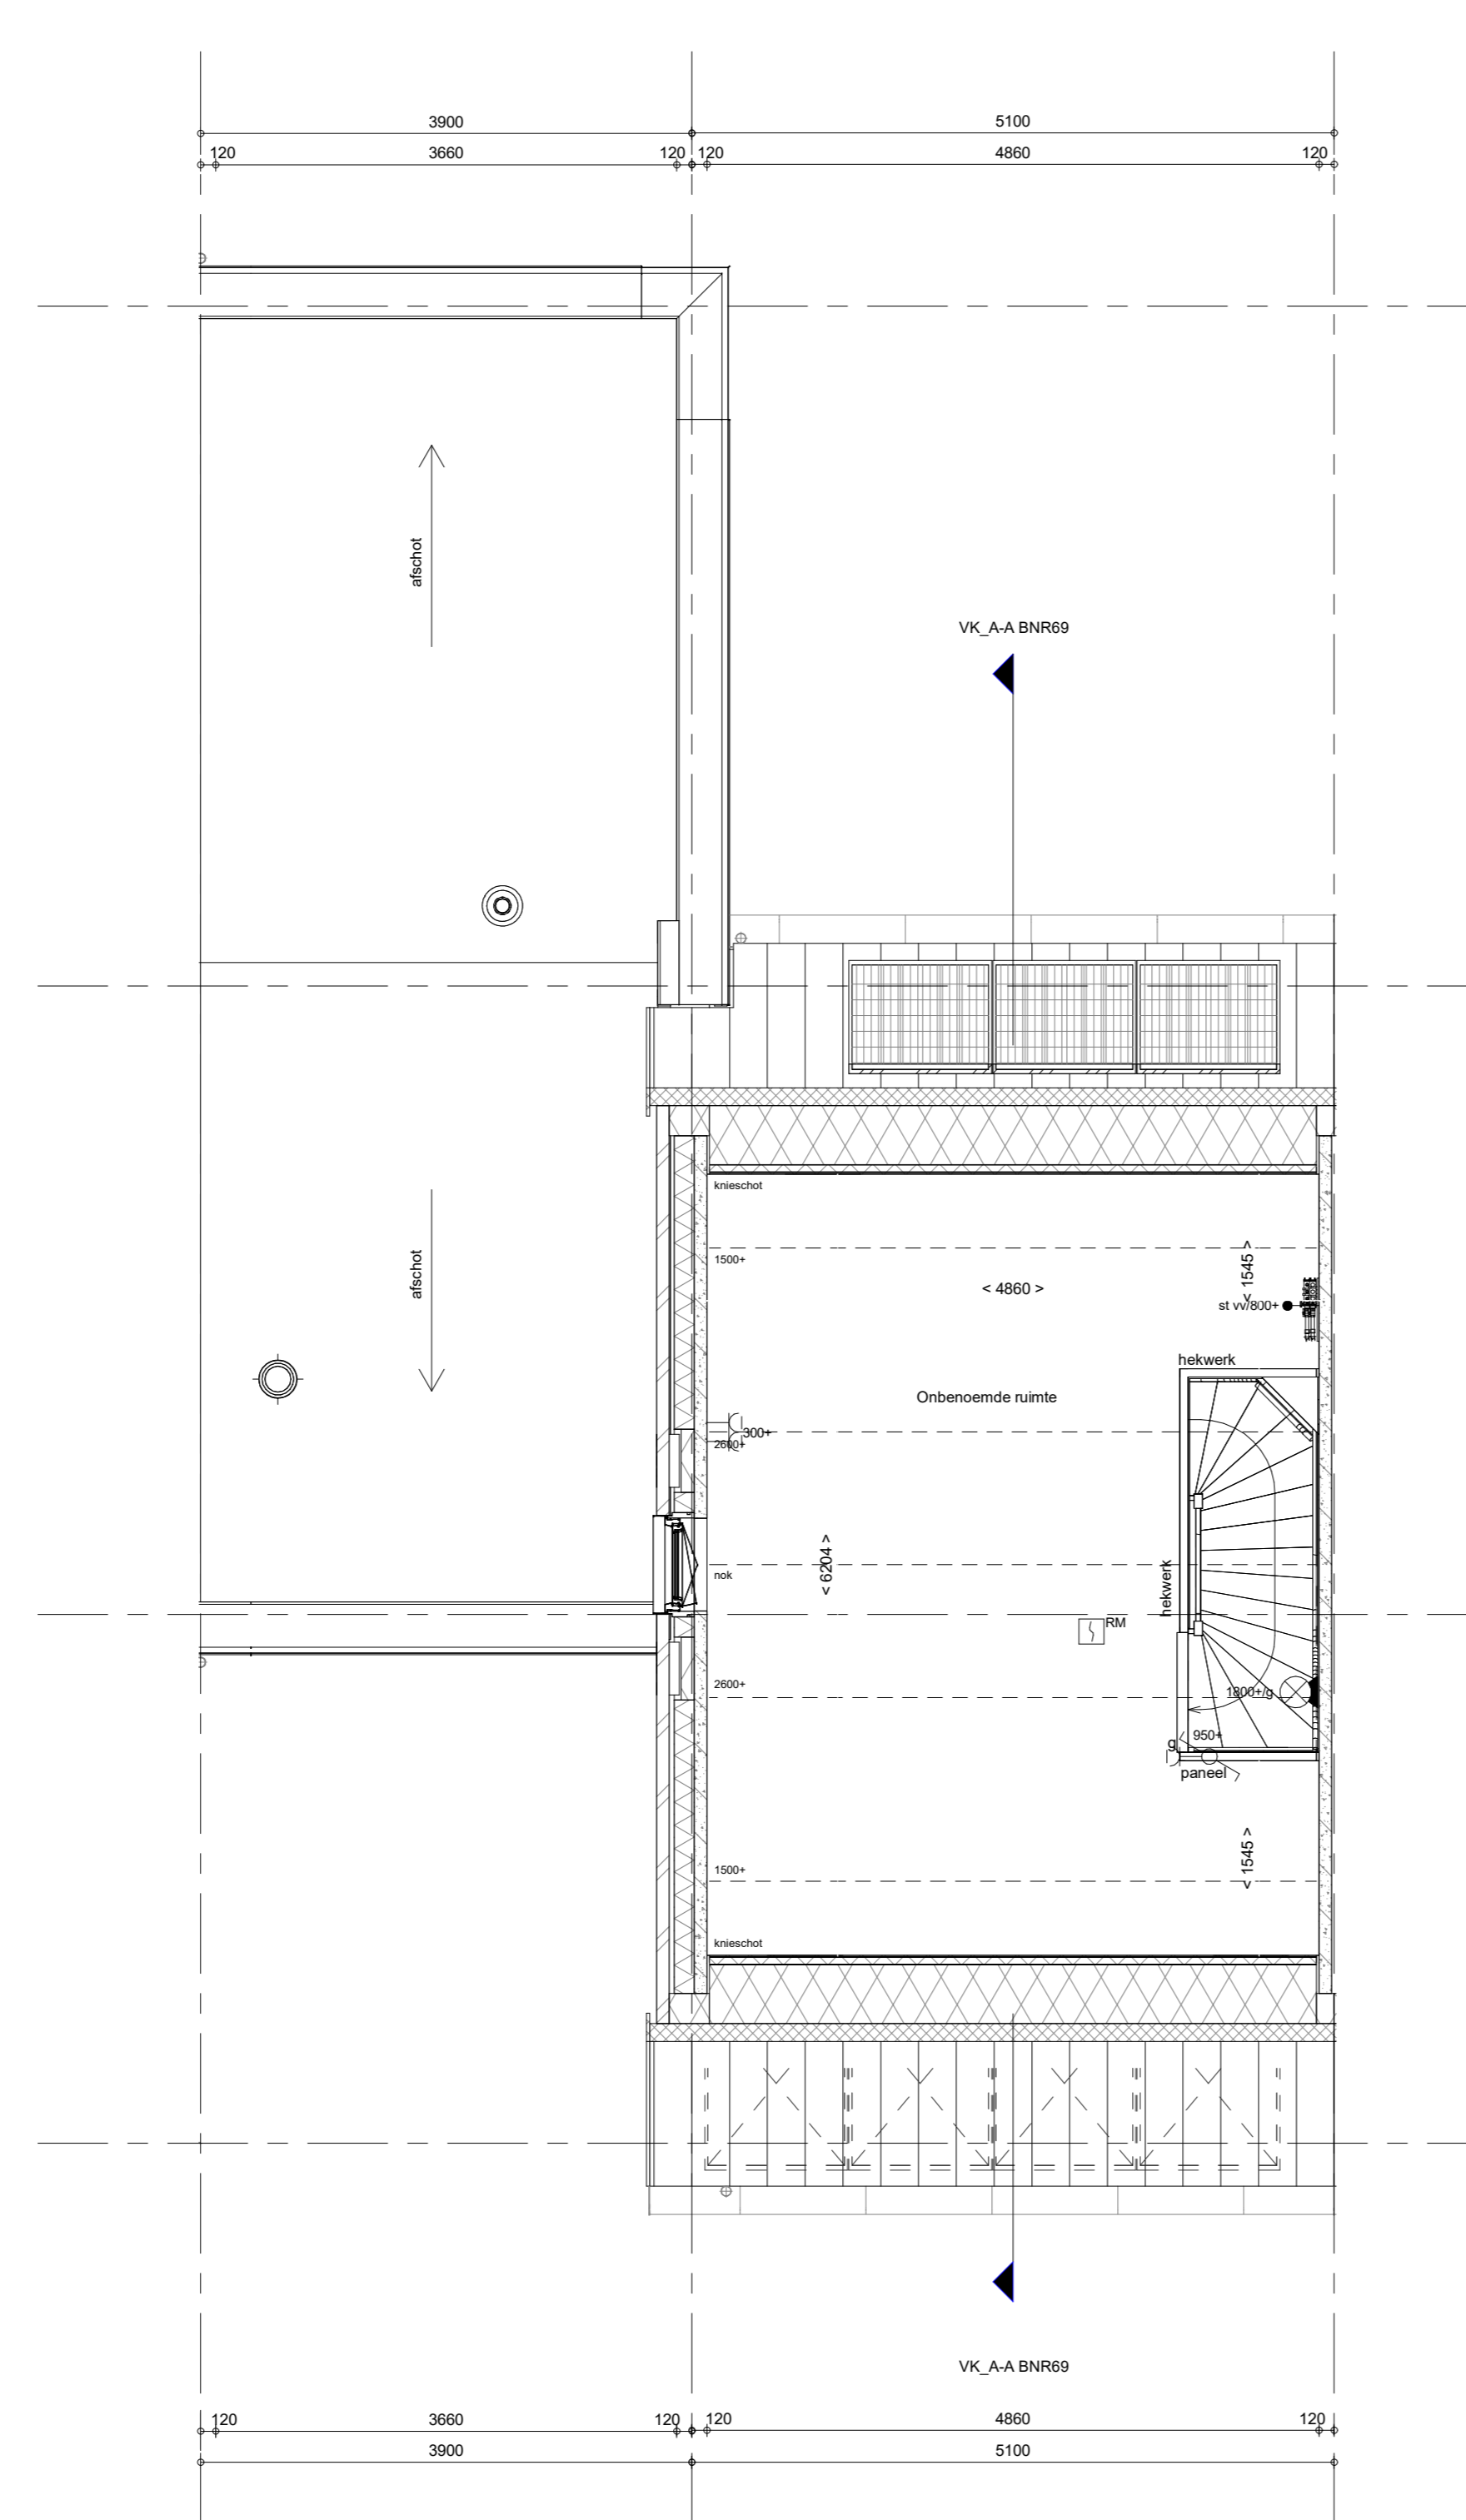 3900
5100
120
3660
120
120
4860
120
afschot
VK_A-A BNR69
knieschot
1500+
< 4860 >
< 1545 >
st vv/800+
afschot
hekwerk
Onbenoemde ruimte
300+
2600+
< 6204 >
nok
hekwerk
RM
2600+
1800+/g
950+
g
paneel
1500+
< 1545 >
knieschot
VK_A-A BNR69
120
3660
120
120
4860
120
3900
5100